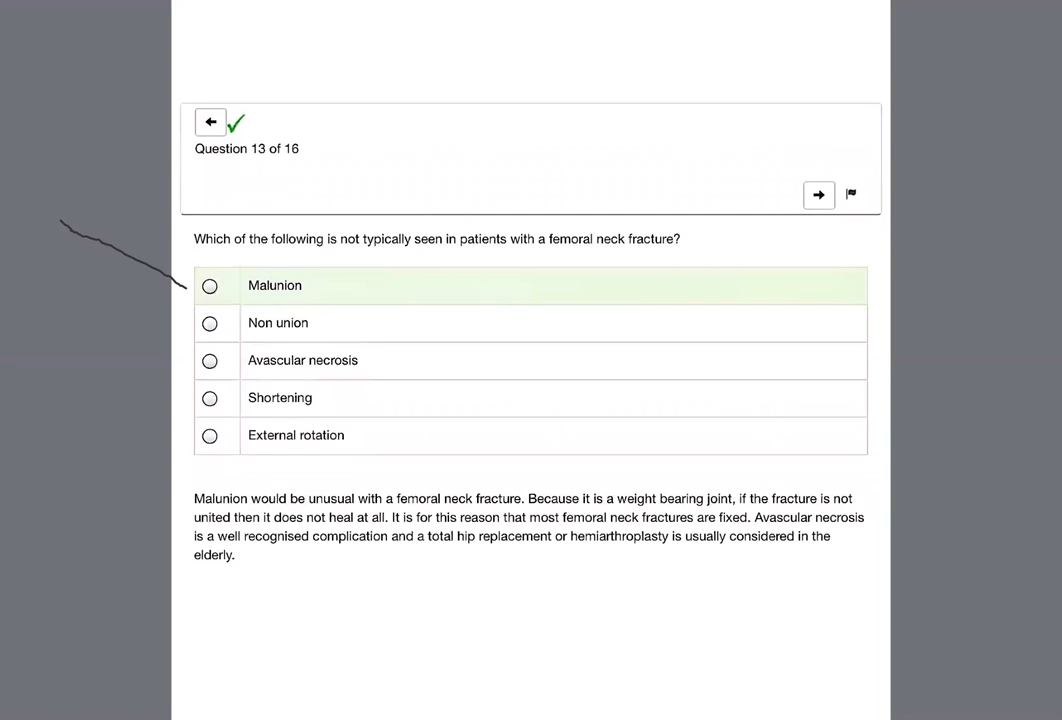 Question 13 of 16
Which of the following is not typically seen in patients with a femoral neck fracture?
Malunion
Non union
Avascular necrosis
Shortening
External rotation
Malunion would be unusual with a femoral neck fracture. Because it is a weight bearing joint, if the fracture is not
united then it does not heal at all. It is for this reason that most femoral neck fractures are fixed. Avascular necrosis
is a well recognised complication and a total hip replacement or hemiarthroplasty is usually considered in the
elderly.